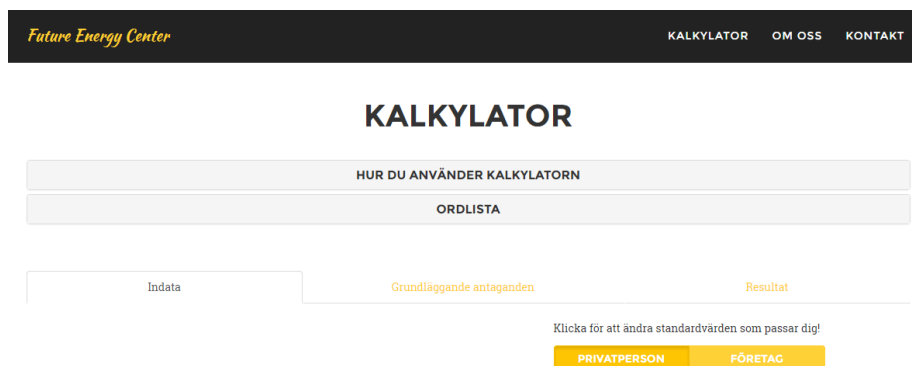 Future Energy Center
KALKYLATOR OM OSS KONTAKT
KALKYLATOR
HUR DU ANVÄNDER KALKYLATORN
ORDLISTA
Indata Grundläggande antaganden Resultat
Klicka för att ändra standardvärden som passar dig!
PRIVATPERSON FÖRETAG